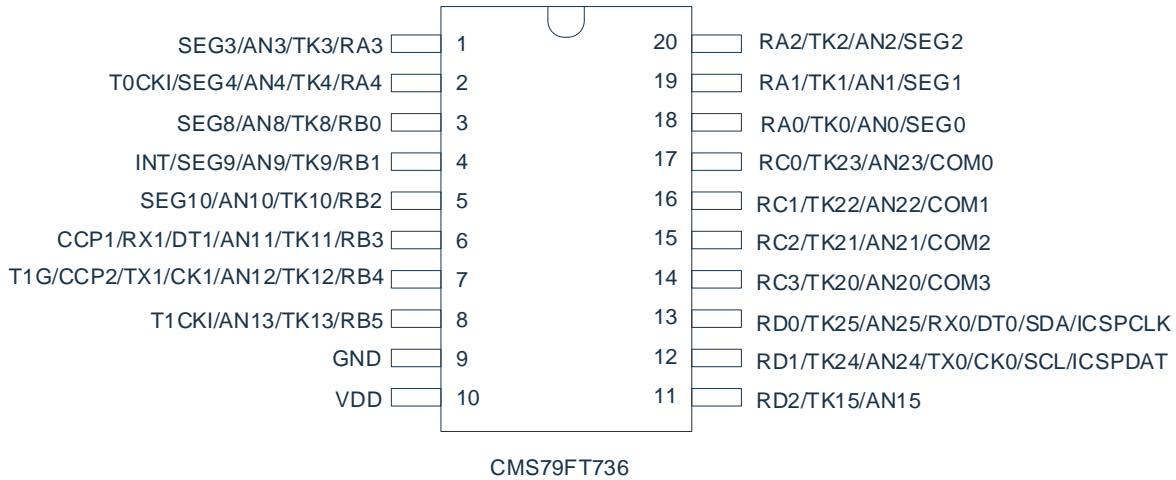 SEG3/AN3/TK3/RA3 1 20 RA2/TK2/AN2/SEG2
T0CKI/SEG4/AN4/TK4/RA4 2 19 RA1/TK1/AN1/SEG1
SEG8/AN8/TK8/RB0 3 18 RA0/TK0/AN0/SEG0
INT/SEG9/AN9/TK9/RB1 4 17 RC0/TK23/AN23/COM0
SEG10/AN10/TK10/RB2 5 16 RC1/TK22/AN22/COM1
CCP1/RX1/DT1/AN11/TK11/RB3 6 15 RC2/TK21/AN21/COM2
T1G/CCP2/TX1/CK1/AN12/TK12/RB4 7 14 RC3/TK20/AN20/COM3
T1CKI/AN13/TK13/RB5 8 13 RD0/TK25/AN25/RX0/DT0/SDA/ICSPCLK
GND 9 12 RD1/TK24/AN24/TX0/CK0/SCL/ICSPDAT
VDD 10 11 RD2/TK15/AN15
CMS79FT736